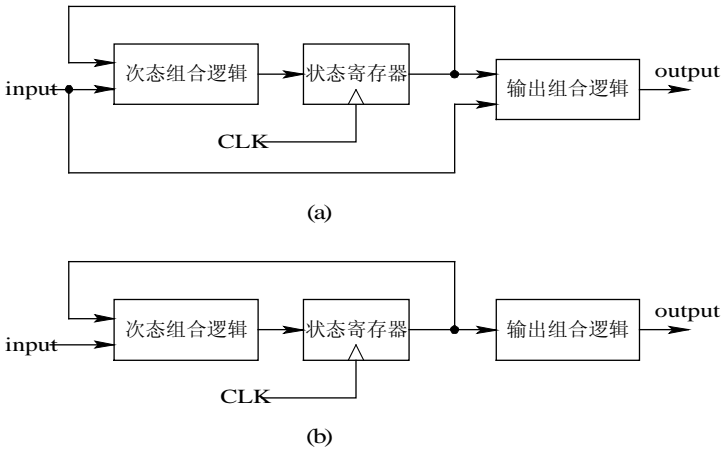 input
次态组合逻辑
状态寄存器
CLK
输出组合逻辑
output
(a)
input
次态组合逻辑
状态寄存器
CLK
输出组合逻辑
output
(b)